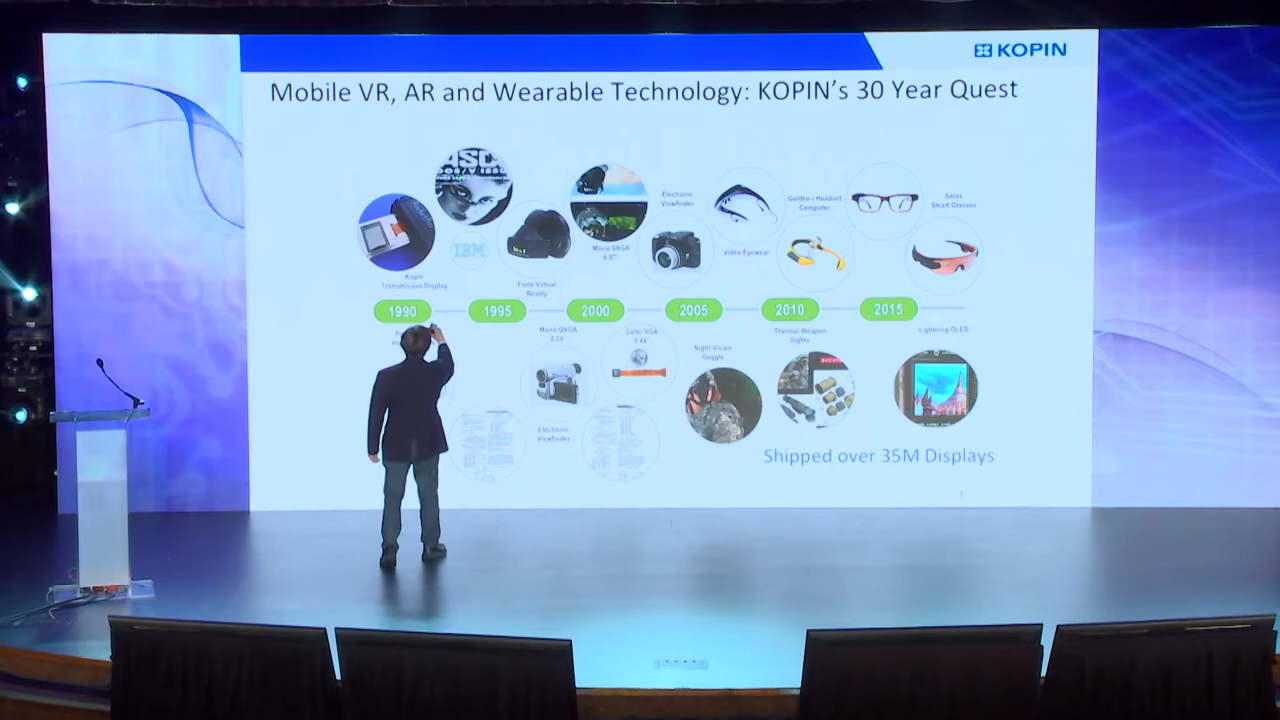 KOPIN
Mobile VR, AR and Wearable Technology: KOPIN's 30 Year Quest
IBM
Kopin
Transmissive Display
Forte Virtual
Reality
Mono SXGA
0.97"
Electronic
Viewfinder
Video Eyewear
Golden-i Headset
Computer
Solos
Smart Glasses
1990
1995
2000
2005
2010
2015
Mono QVGA
0.24"
Electronic
Viewfinder
Color VGA
0.44"
Night Vision
Goggle
Thermal Weapon
Sights
Lightning OLED
Shipped over 35M Displays